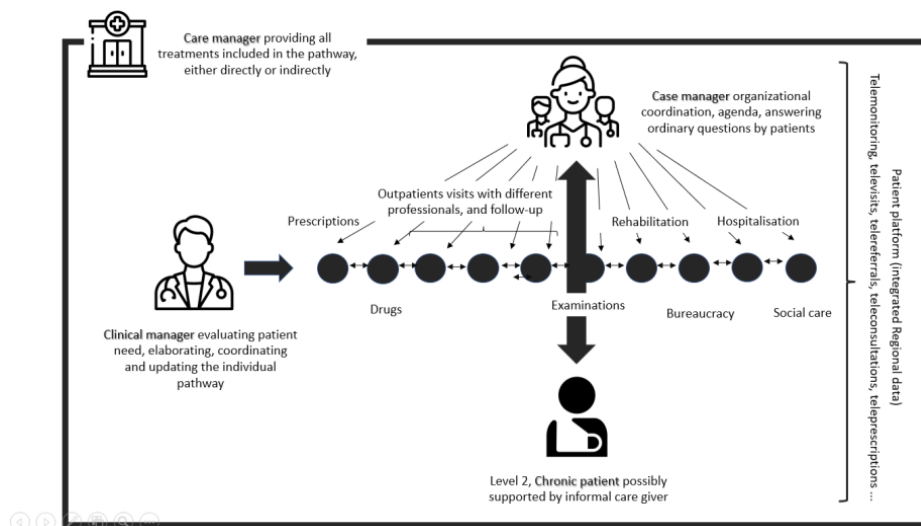 Care manager providing all
treatments included in the pathway,
either directly or indirectly
Case manager organizational
coordination, agenda, answering
ordinary questions by patients
Outpatients visits with different
professionals, and follow-up
Prescriptions
Rehabilitation
Hospitalisation
Drugs
Examinations
Bureaucracy
Social care
Clinical manager evaluating patient
need, elaborating, coordinating
and updating the individual
pathway
Level 2, Chronic patient possibly
supported by informal care giver
Patient platform (integrated Regional data)
Telemonitoring, televisits, telereferrals, teleconsultations, teleprescriptions ...